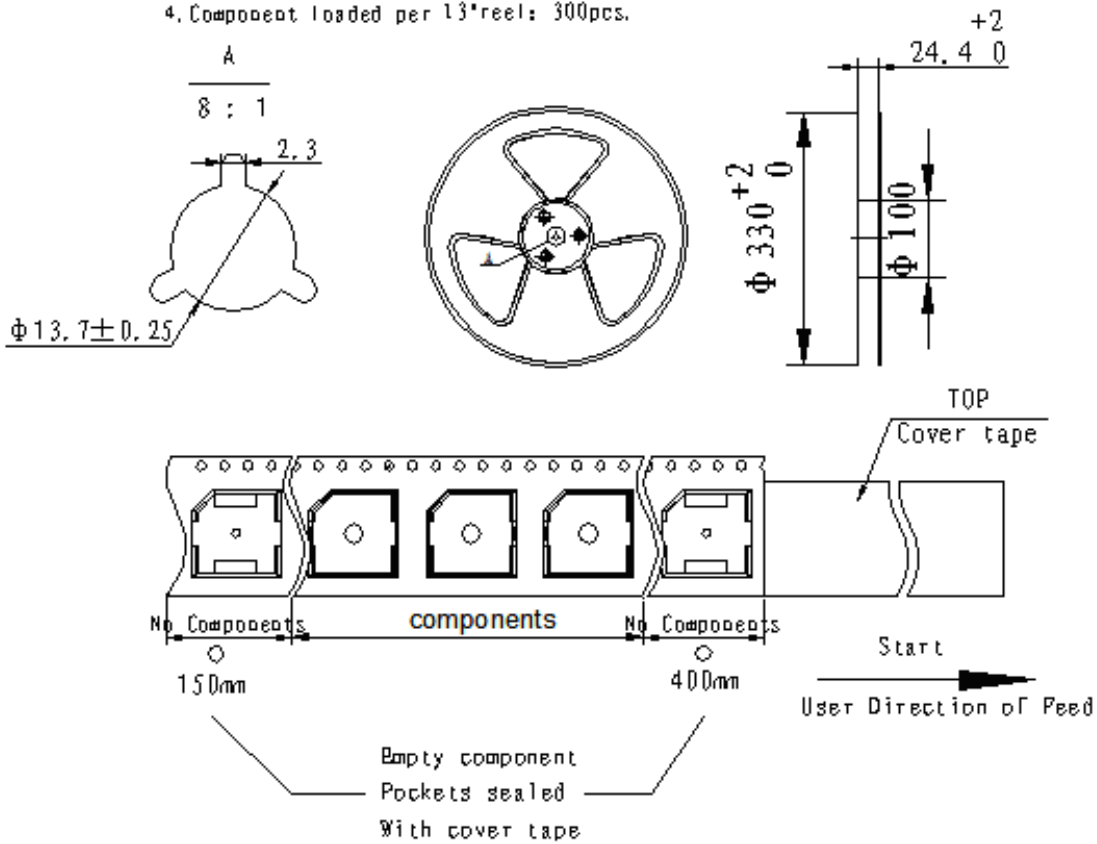 4. Component loaded per 13"reel: 300pcs.
A
8 : 1
2.3
Φ13.7±0.25
A
+2
24.4 0
Φ330 +2 0
Φ100
TOP
Cover tape
No Components
components
No Components
150mm
400mm
Start
User Direction of Feed
Empty component
Pockets sealed
With cover tape